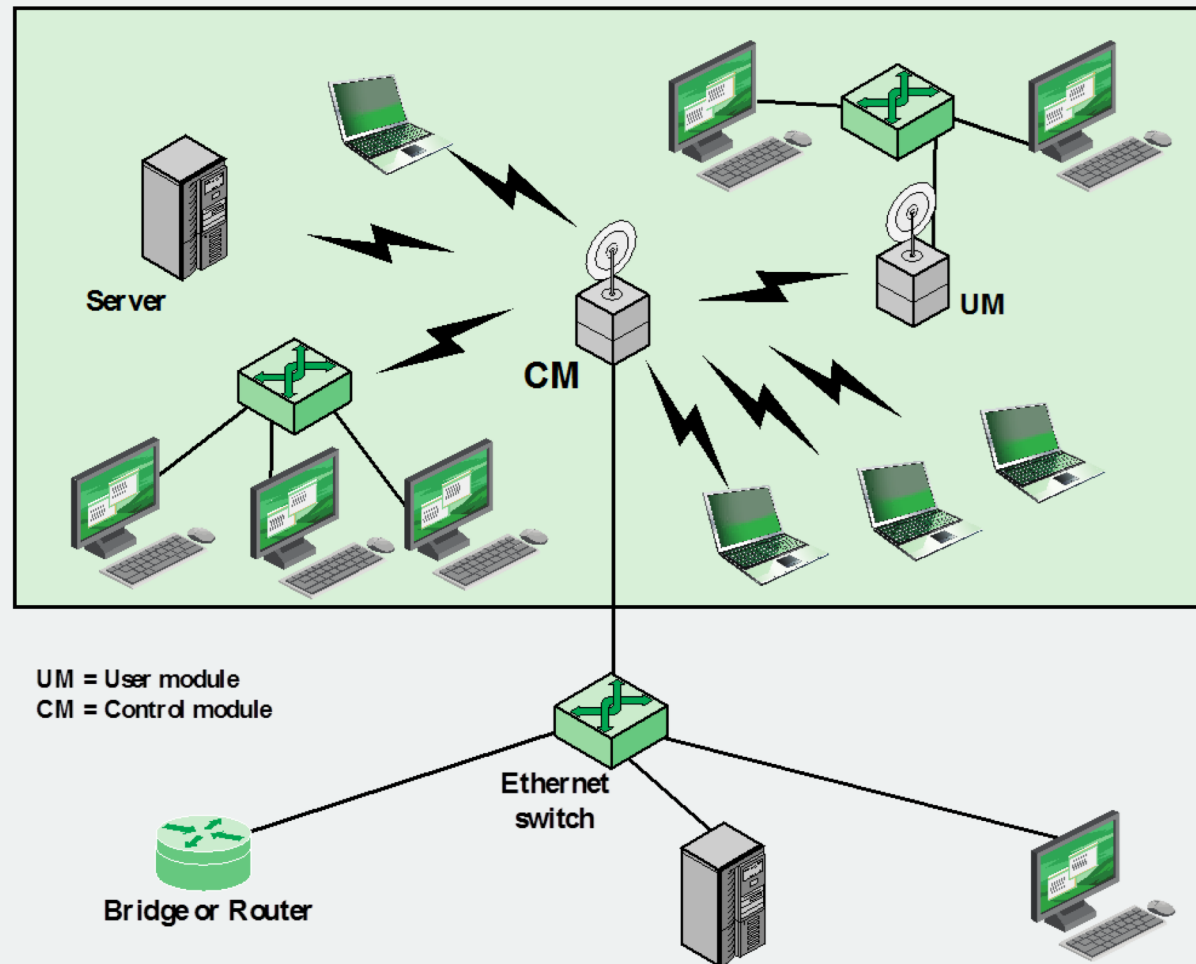 Server
UM
CM
UM = User module
CM = Control module
Ethernet
switch
Bridge or Router